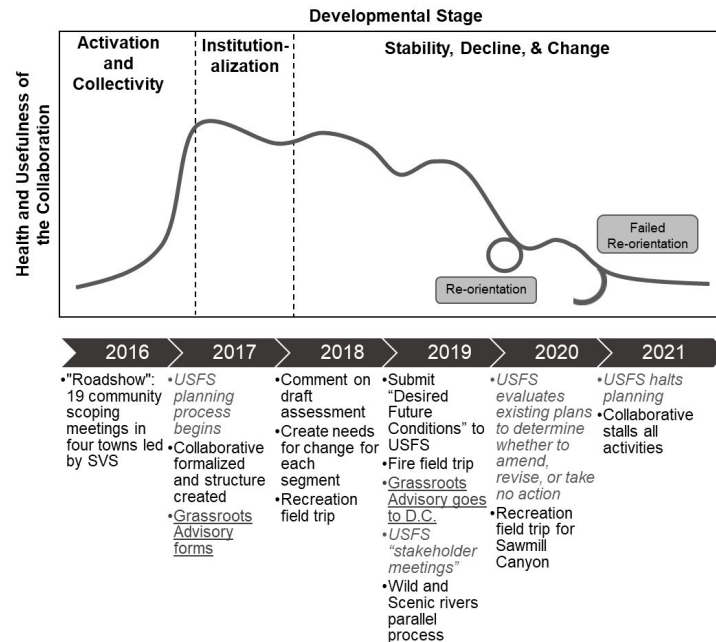 Developmental Stage
Activation
and
Collectivity
Institution-
alization
Stability, Decline, & Change
Health and Usefulness of
the Collaboration
Failed
Re-orientation
Re-orientation
2016
2017
2018
2019
2020
2021
•"Roadshow":
19 community
scoping
meetings in
four towns led
by SVS
•USFS
planning
process
begins
•Collaborative
formalized
and structure
created
•Grassroots
Advisory
forms
•Comment on
draft
assessment
•Create needs
for change for
each
segment
•Recreation
field trip
•Submit
“Desired
Future
Conditions” to
USFS
•Fire field trip
•Grassroots
Advisory goes
to D.C.
•USFS
“stakeholder
meetings”
•Wild and
Scenic rivers
parallel
process
•USFS
evaluates
existing plans
to determine
whether to
amend,
revise, or take
no action
•Recreation
field trip for
Sawmill
Canyon
•USFS halts
planning
•Collaborative
stalls all
activities